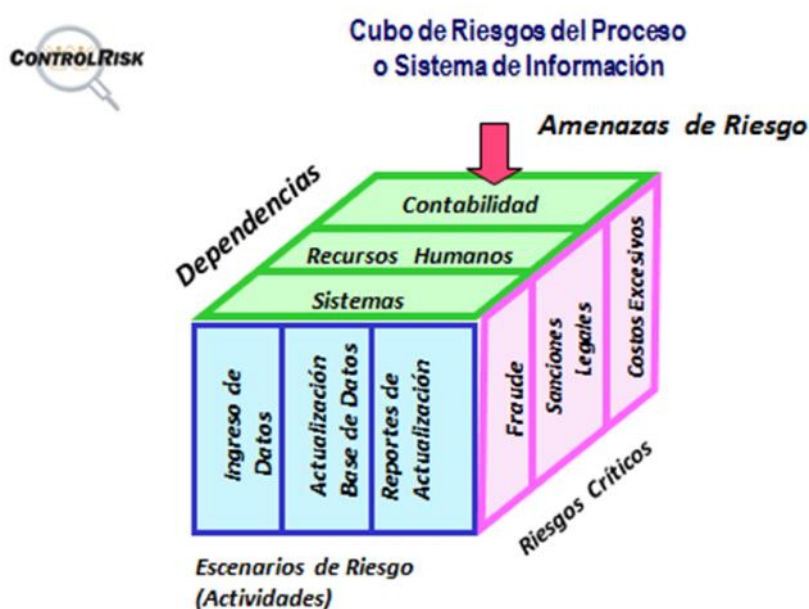 CONTROLRISK
Cubo de Riesgos del Proceso
o Sistema de Información
Amenazas de Riesgo
Dependencias
Contabilidad
Recursos Humanos
Sistemas
Ingreso de
Datos
Actualización
Base de Datos
Reportes de
Actualización
Fraude
Sanciones
Legales
Costos Excesivos
Riesgos Críticos
Escenarios de Riesgo
(Actividades)